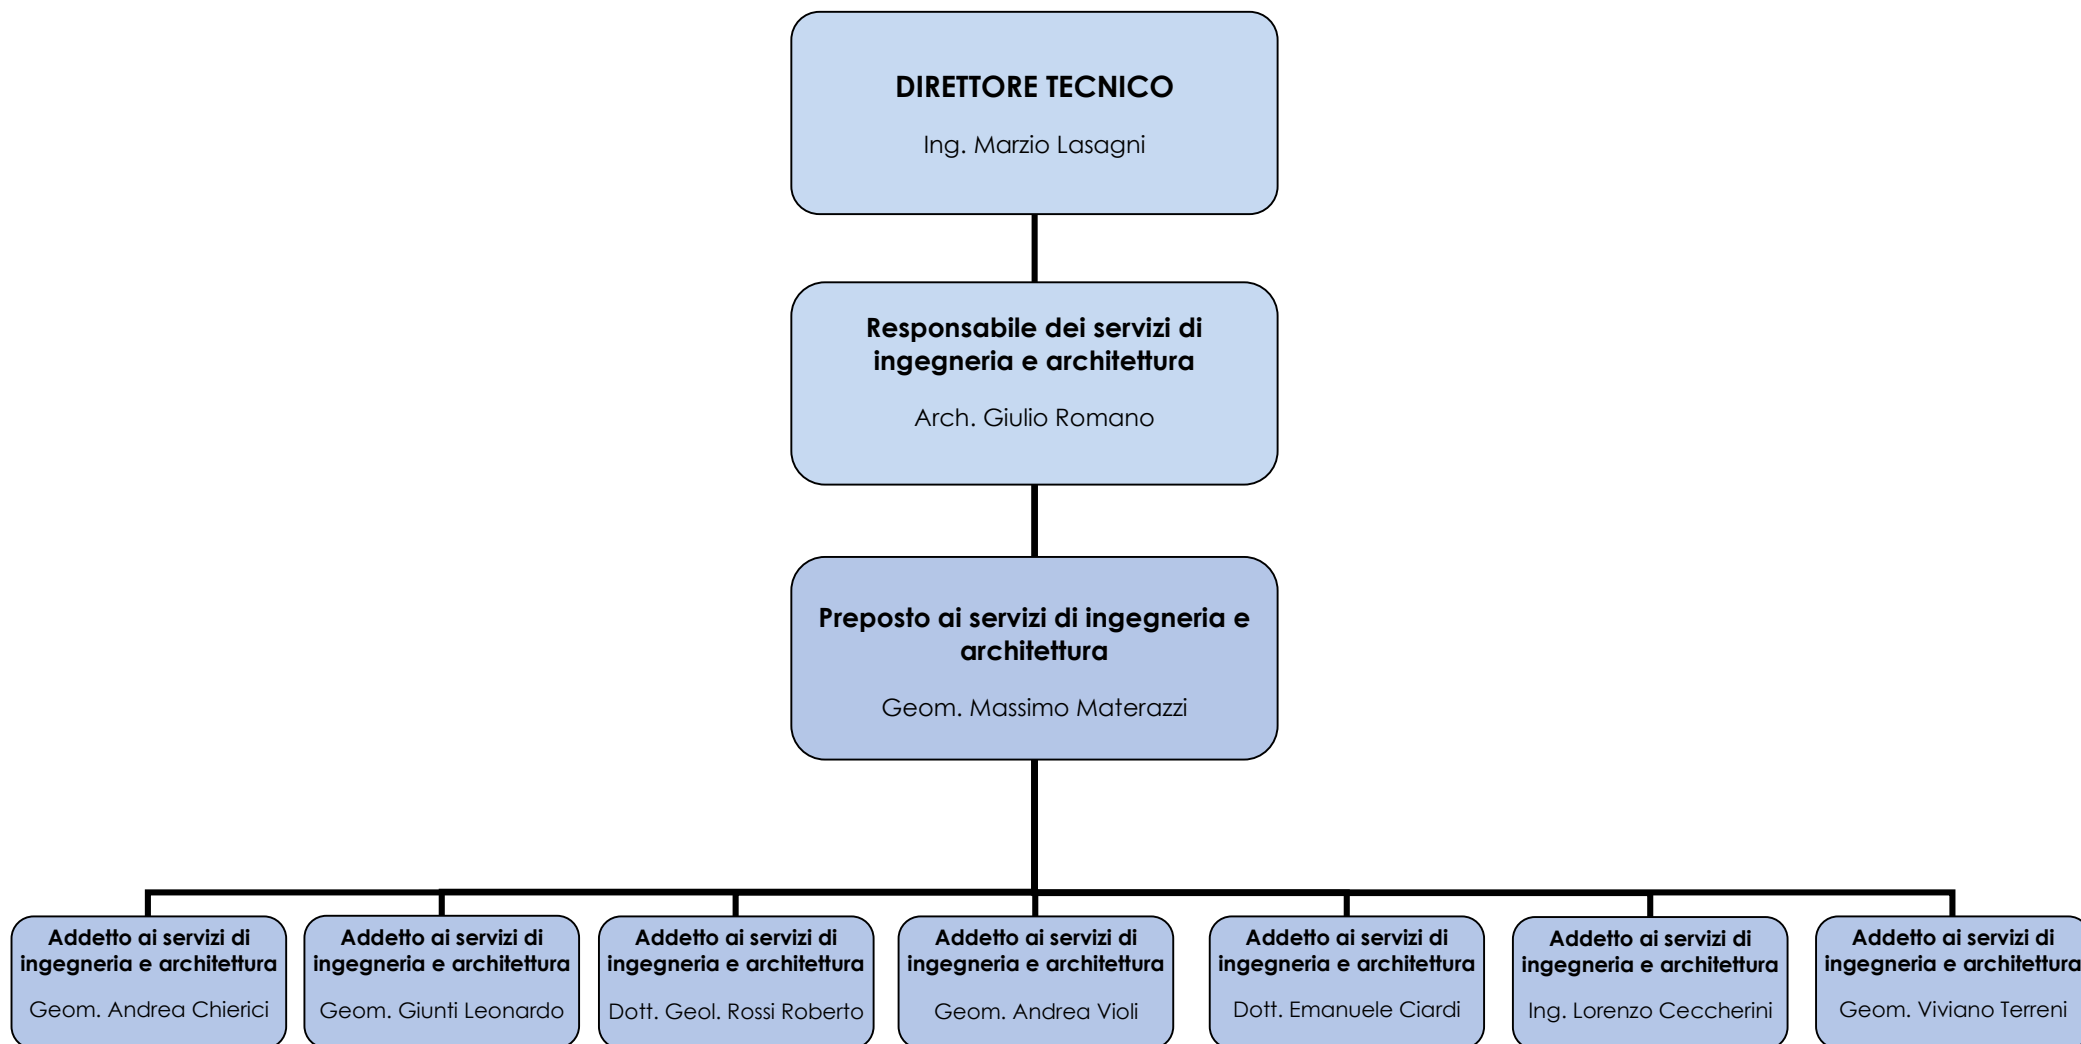 DIRETTORE TECNICO
Ing. Marzio Lasagni
Responsabile dei servizi di
ingegneria e architettura
Arch. Giulio Romano
Preposto ai servizi di ingegneria e
architettura
Geom. Massimo Materazzi
Addetto ai servizi di
ingegneria e architettura
Geom. Andrea Chierici
Addetto ai servizi di
ingegneria e architettura
Geom. Giunti Leonardo
Addetto ai servizi di
ingegneria e architettura
Dott. Geol. Rossi Roberto
Addetto ai servizi di
ingegneria e architettura
Geom. Andrea Violi
Addetto ai servizi di
ingegneria e architettura
Dott. Emanuele Ciardi
Addetto ai servizi di
ingegneria e architettura
Ing. Lorenzo Ceccherini
Addetto ai servizi di
ingegneria e architettura
Geom. Viviano Terreni